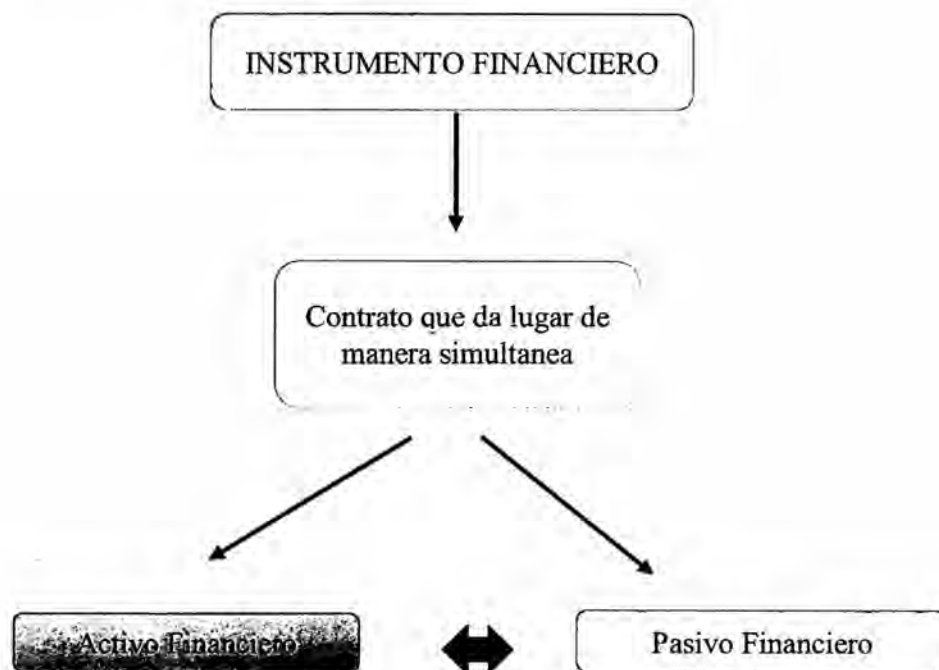 INSTRUMENTO FINANCIERO
Contrato que da lugar de
manera simultanea
Activo Financiero
Pasivo Financiero